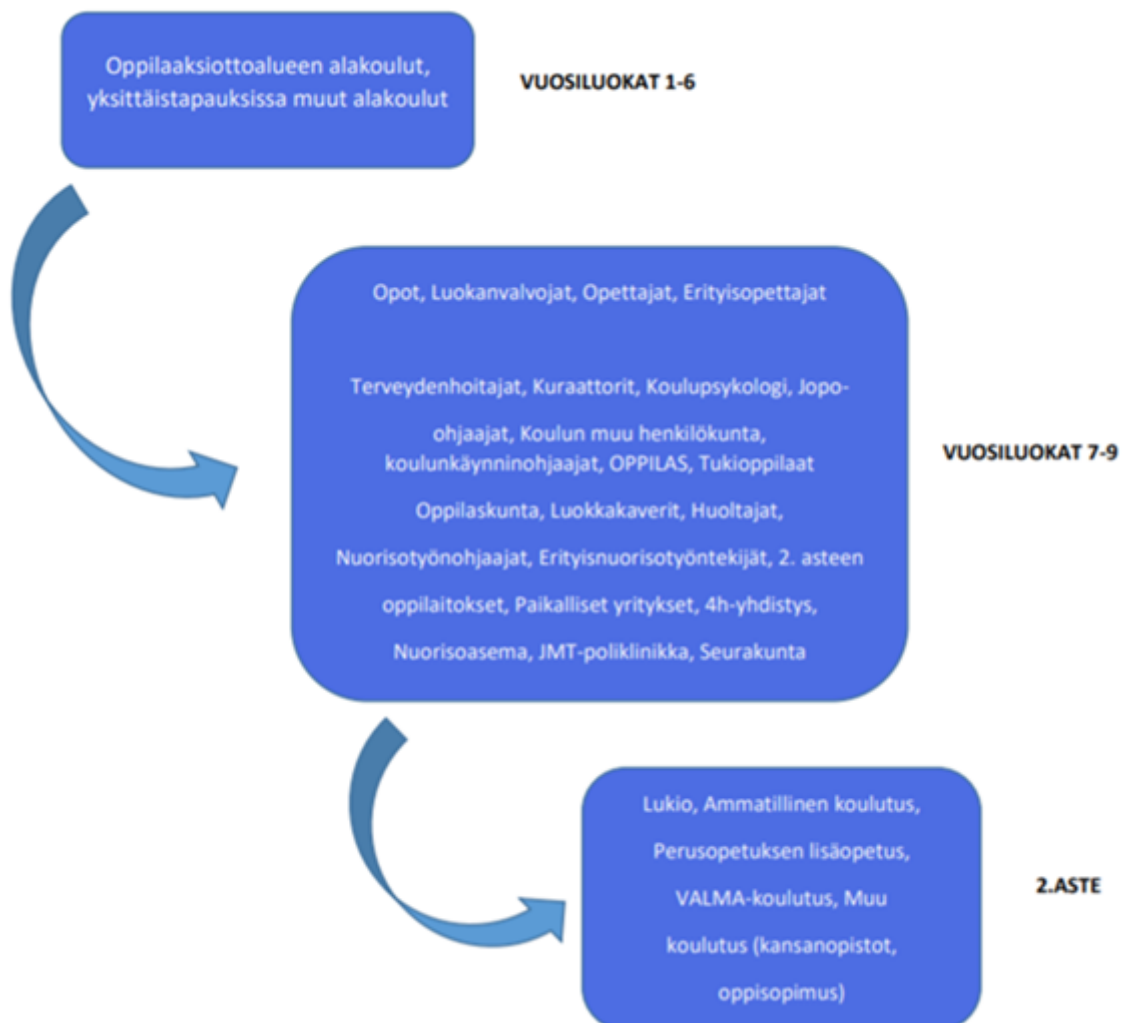 Oppilaaksiottoalueen alakoulut,
yksittäistapauksissa muut alakoulut
VUOSILUOKAT 1-6
Opot, Luokanvalvojat, Opettajat, Erityisopettajat
Terveydenhoitajat, Kuraattorit, Koulupsykologi, Jopo-
ohjaajat, Koulun muu henkilökunta,
koulunkäynninohjaajat, OPPILAS, Tukioppilaat
VUOSILUOKAT 7-9
Oppilaskunta, Luokkakaverit, Huoltajat,
Nuorisotyönohjaajat, Erityisnuorisotyöntekijät, 2. asteen
oppilaitokset, Paikalliset yritykset, 4h-yhdistys,
Nuorisoasema, JMT-poliklinikka, Seurakunta
Lukio, Ammatillinen koulutus,
Perusopetuksen lisäopetus,
VALMA-koulutus, Muu
koulutus (kansanopistot,
oppisopimus)
2.ASTE